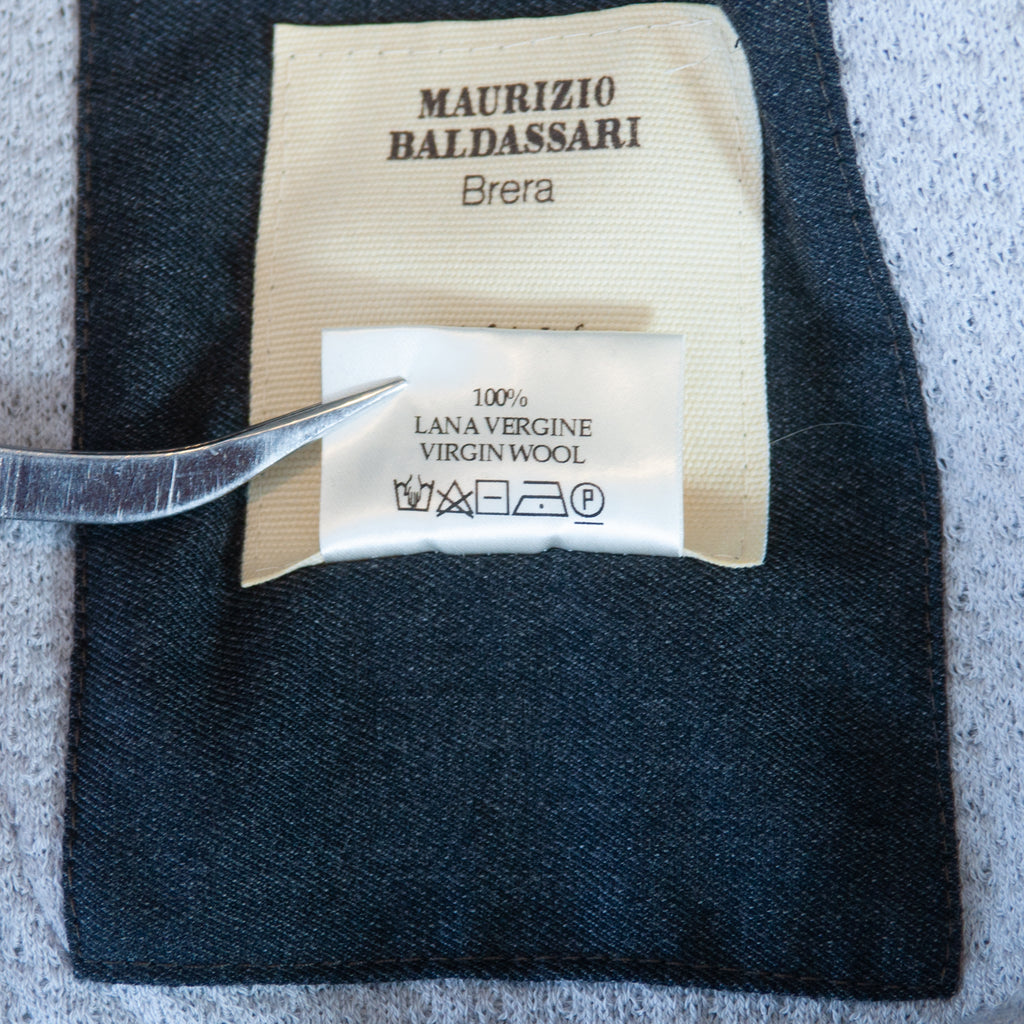 MAURIZIO
BALDASSARI
Brera
100%
LANA VERGINE
VIRGIN WOOL
P